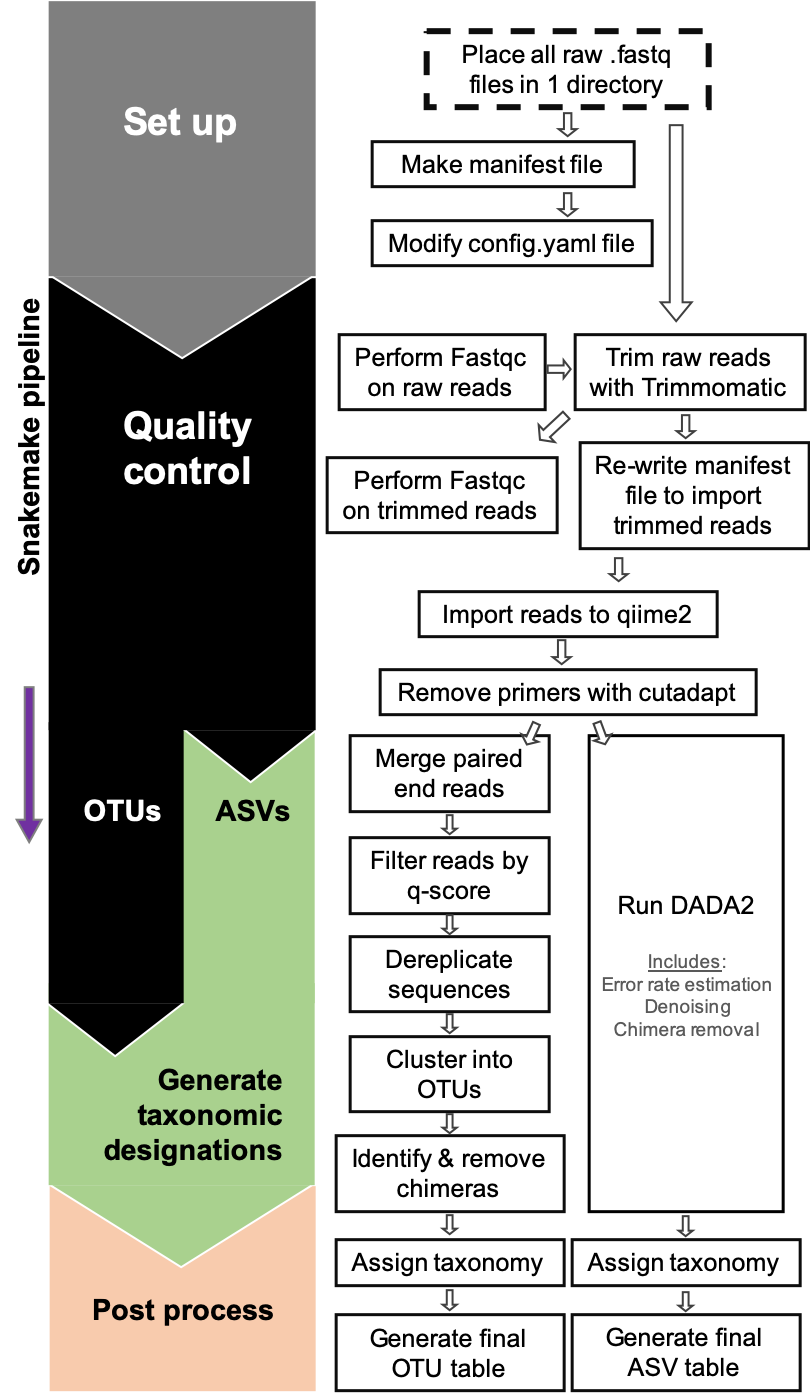 Set up
Place all raw .fastq
files in 1 directory
Make manifest file
Modify config.yaml file
Snakemake pipeline
Quality
control
Perform Fastqc
on raw reads
Trim raw reads
with Trimmomatic
Perform Fastqc
on trimmed reads
Re-write manifest
file to import
trimmed reads
Import reads to qiime2
Remove primers with cutadapt
OTUs
ASVs
Merge paired
end reads
Filter reads by
q-score
Dereplicate
sequences
Cluster into
OTUs
Identify & remove
chimeras
Run DADA2
Includes:
Error rate estimation
Denoising
Chimera removal
Generate
taxonomic
designations
Assign taxonomy
Assign taxonomy
Post process
Generate final
OTU table
Generate final
ASV table